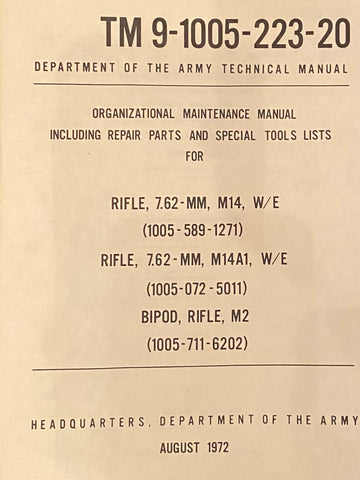 TM 9-1005-223-20
DEPARTMENT OF THE ARMY TECHNICAL MANUAL
ORGANIZATIONAL MAINTENANCE MANUAL
INCLUDING REPAIR PARTS AND SPECIAL TOOLS LISTS
FOR
RIFLE, 7.62-MM, M14, W/E
(1005-589-1271)
RIFLE, 7.62-MM, M14A1, W/E
(1005-072-5011)
BIPOD, RIFLE, M2
(1005-711-6202)
HEADQUARTERS, DEPARTMENT OF THE ARMY
AUGUST 1972